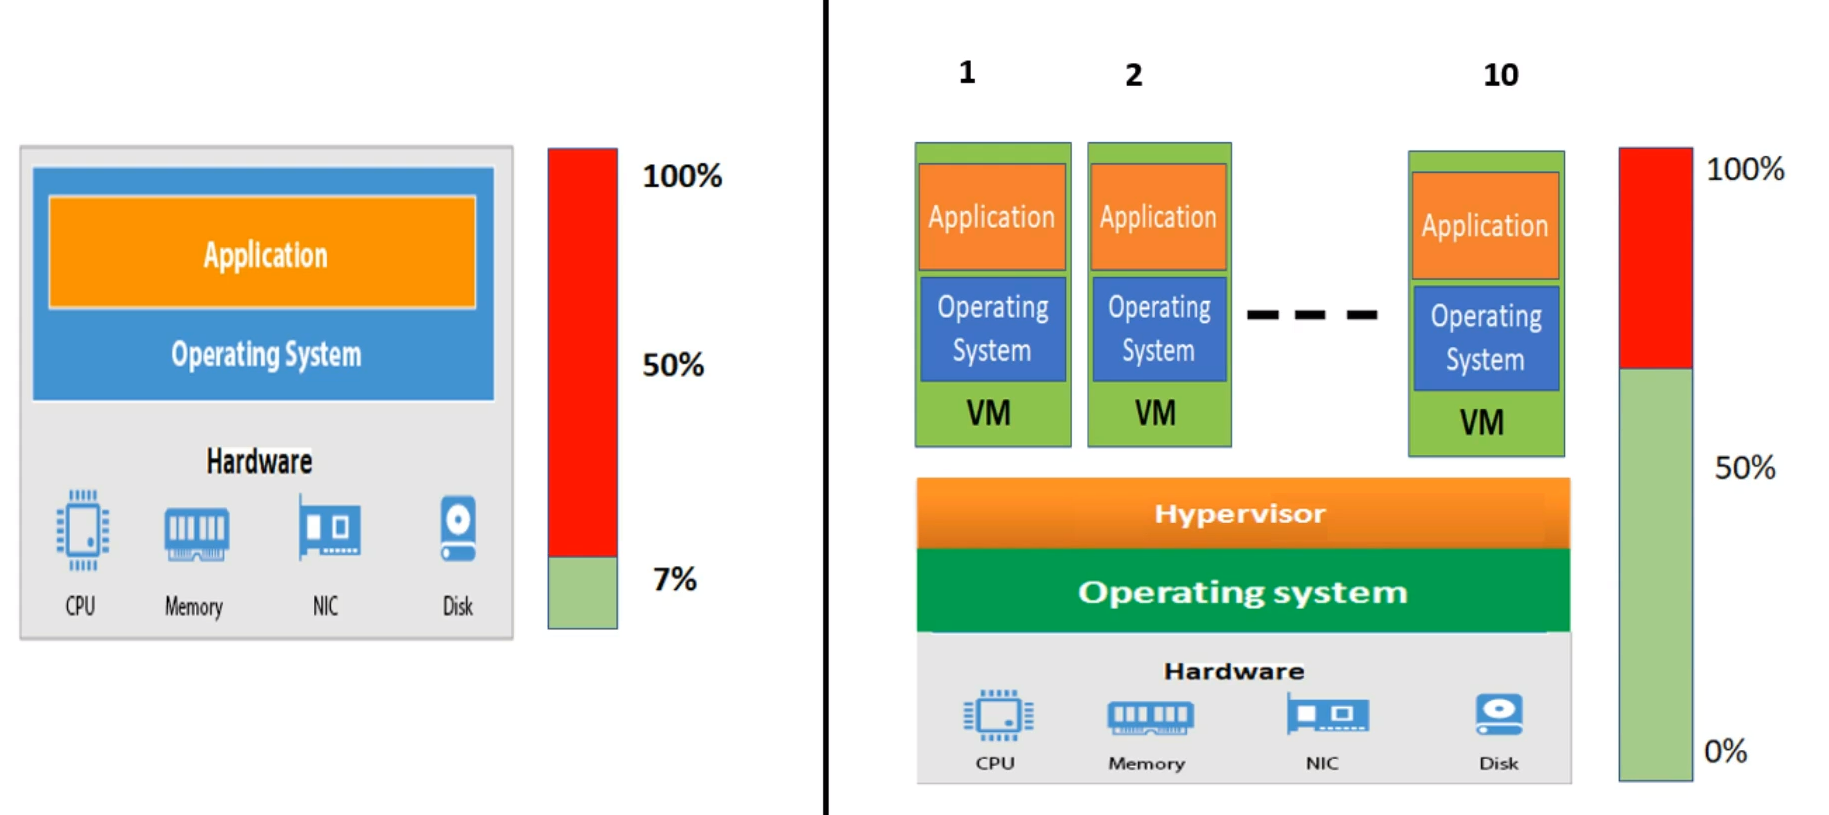 Application
Operating System
Hardware
CPU Memory NIC Disk
100%
50%
7%
1 2 10
Application
Operating
System
VM
Application
Operating
System
VM
Application
Operating
System
VM
Hypervisor
Operating system
Hardware
CPU Memory NIC Disk
100%
50%
0%